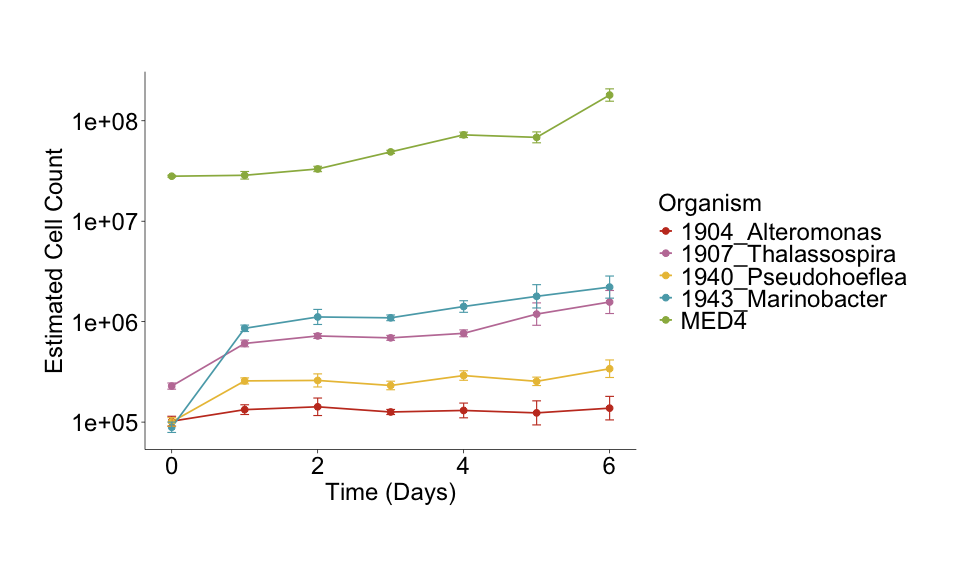 Estimated Cell Count
1e+08
1e+07
1e+06
1e+05
0 2 4 6
Time (Days)
Organism
1904_Alteromonas
1907_Thalassospira
1940_Pseudohoeflea
1943_Marinobacter
MED4